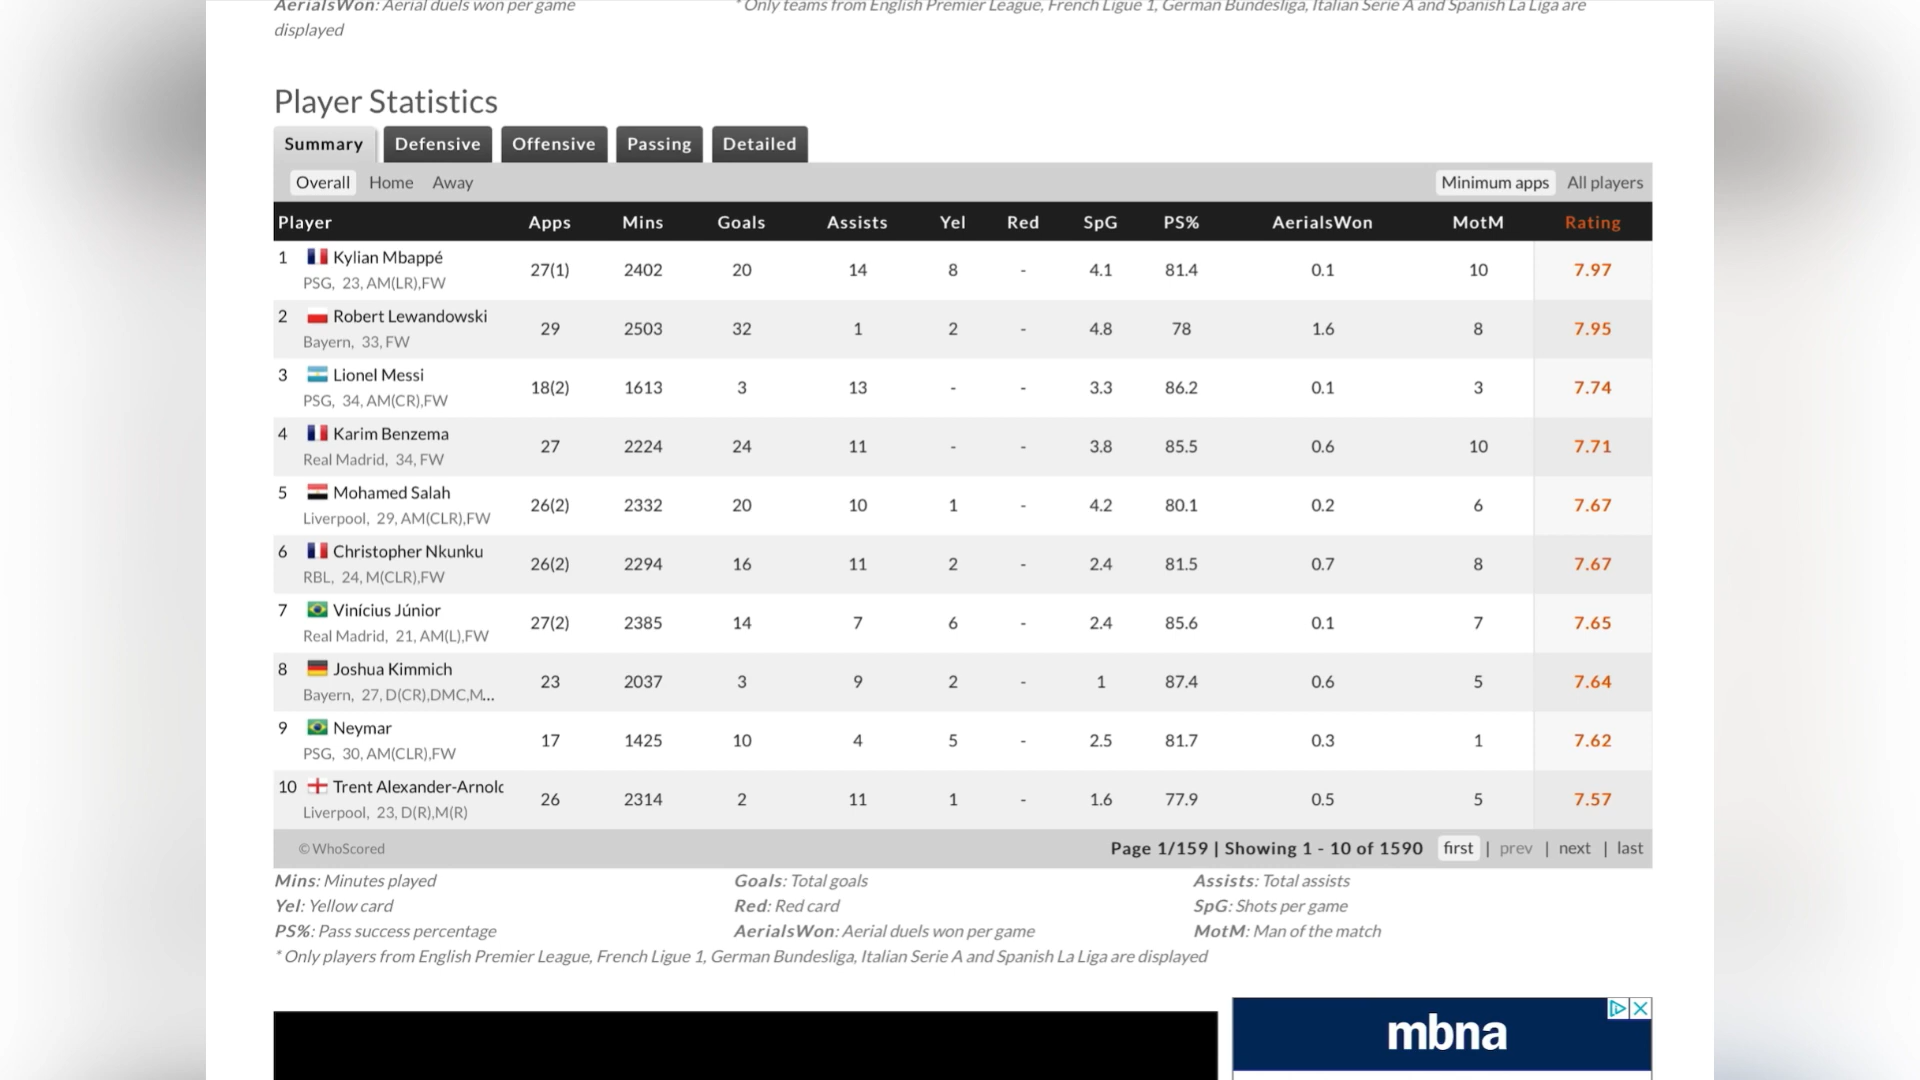 AerialsWon: Aerial duels won per game * Only teams from English Premier League, French Ligue 1, German Bundesliga, Italian Serie A and Spanish La Liga are
displayed
Player Statistics
Summary Defensive Offensive Passing Detailed
Overall Home Away Minimum apps All players
Player Apps Mins Goals Assists Yel Red SpG PS% AerialsWon MotM Rating
1 Kylian Mbappé
PSG, 23, AM(LR),FW 27(1) 2402 20 14 8 - 4.1 81.4 0.1 10 7.97
2 Robert Lewandowski
Bayern, 33, FW 29 2503 32 1 2 - 4.8 78 1.6 8 7.95
3 Lionel Messi
PSG, 34, AM(CR),FW 18(2) 1613 3 13 - - 3.3 86.2 0.1 3 7.74
4 Karim Benzema
Real Madrid, 34, FW 27 2224 24 11 - - 3.8 85.5 0.6 10 7.71
5 Mohamed Salah
Liverpool, 29, AM(CLR),FW 26(2) 2332 20 10 1 - 4.2 80.1 0.2 6 7.67
6 Christopher Nkunku
RBL, 24, M(CLR),FW 26(2) 2294 16 11 2 - 2.4 81.5 0.7 8 7.67
7 Vinícius Júnior
Real Madrid, 21, AM(L),FW 27(2) 2385 14 7 6 - 2.4 85.6 0.1 7 7.65
8 Joshua Kimmich
Bayern, 27, D(CR),DMC,M... 23 2037 3 9 2 - 1 87.4 0.6 5 7.64
9 Neymar
PSG, 30, AM(CLR),FW 17 1425 10 4 5 - 2.5 81.7 0.3 1 7.62
10 Trent Alexander-Arnold
Liverpool, 23, D(R),M(R) 26 2314 2 11 1 - 1.6 77.9 0.5 5 7.57
© WhoScored Page 1/159 | Showing 1 - 10 of 1590 first | prev | next | last
Mins: Minutes played Goals: Total goals Assists: Total assists
Yel: Yellow card Red: Red card SpG: Shots per game
PS%: Pass success percentage AerialsWon: Aerial duels won per game MotM: Man of the match
* Only players from English Premier League, French Ligue 1, German Bundesliga, Italian Serie A and Spanish La Liga are displayed
mbna